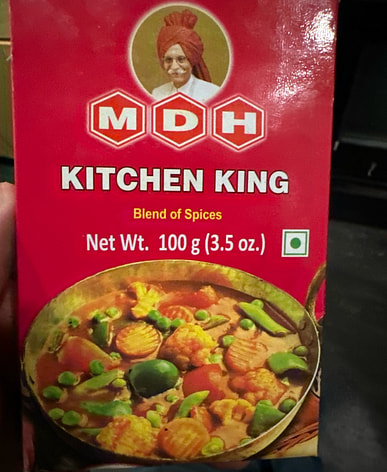 MDH
KITCHEN KING
Blend of Spices
Net Wt. 100 g (3.5 oz.)